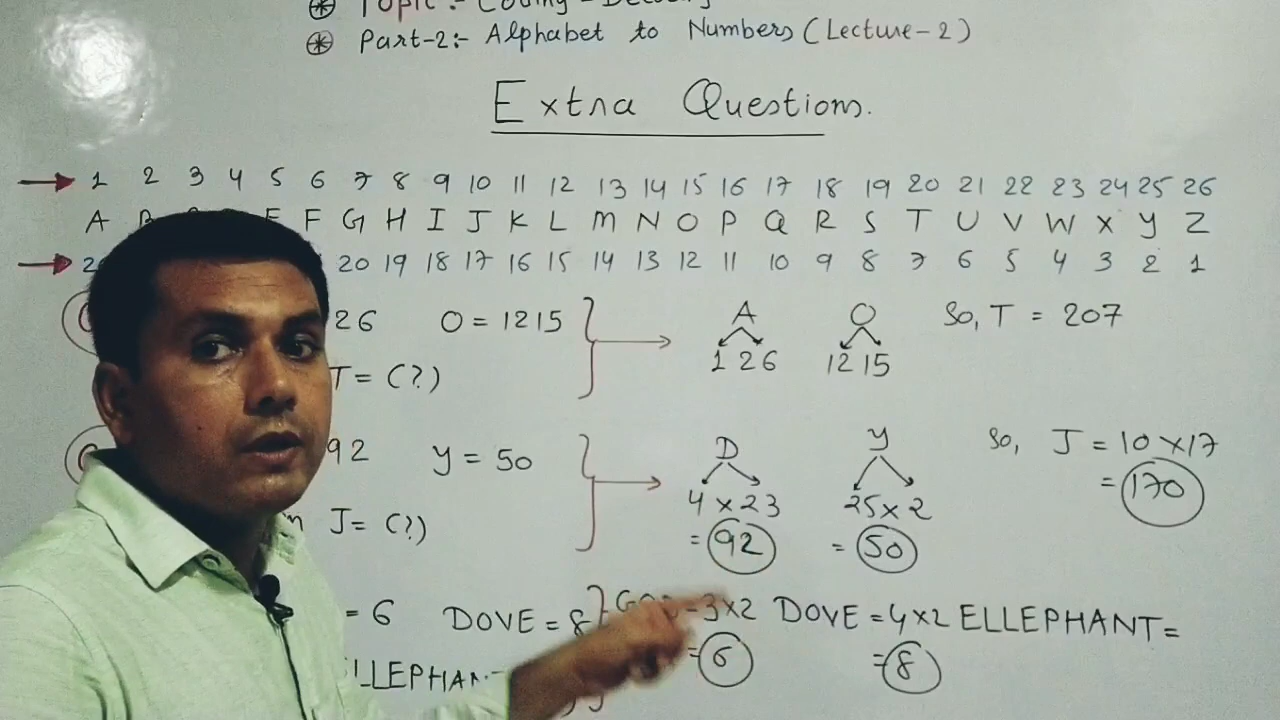 Topic :- Coding-Decoding
Part-2:- Alphabet to Numbers (Lecture-2)
Extra Questions.
1 2 3 4 5 6 7 8 9 10 11 12 13 14 15 16 17 18 19 20 21 22 23 24 25 26
A B F G H I J K L M N O P Q R S T U V W X Y Z
20 19 18 17 16 15 14 13 12 11 10 9 8 7 6 5 4 3 2 1
26 O = 1215 A O So, T = 207
T = (?) 1 26 12 15
92 Y = 50 D Y So, J = 10 × 17
4 × 23 25 × 2 = 170
J = (?) = 92 = 50
= 6 DOVE = 8 3×2 DOVE = 4×2 ELLEPHANT =
= 6 = 8